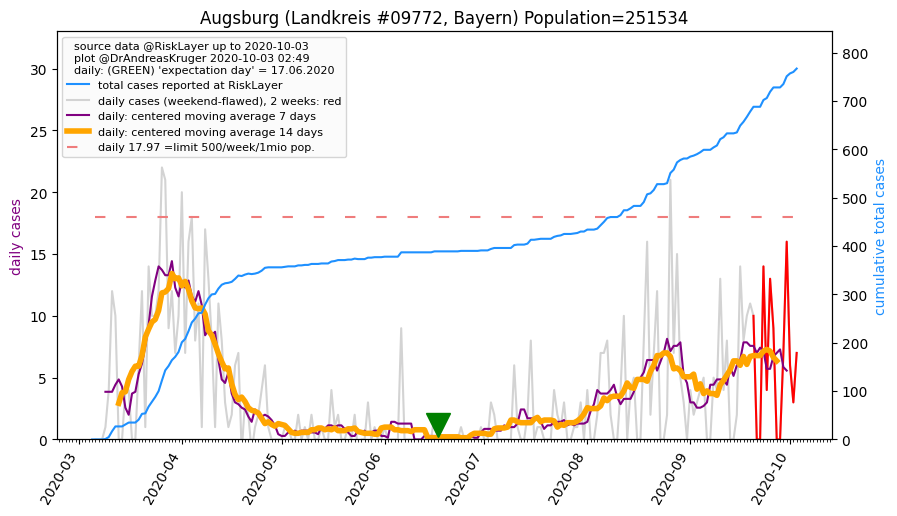 Augsburg (Landkreis #09772, Bayern) Population=251534
source data @RiskLayer up to 2020-10-03
plot @DrAndreasKruger 2020-10-03 02:49
daily: (GREEN) 'expectation day' = 17.06.2020
total cases reported at RiskLayer
daily cases (weekend-flawed), 2 weeks: red
daily: centered moving average 7 days
daily: centered moving average 14 days
daily 17.97 =limit 500/week/1mio pop.
daily cases
30
25
20
15
10
5
0
cumulative total cases
800
700
600
500
400
300
200
100
0
2020-03
2020-04
2020-05
2020-06
2020-07
2020-08
2020-09
2020-10